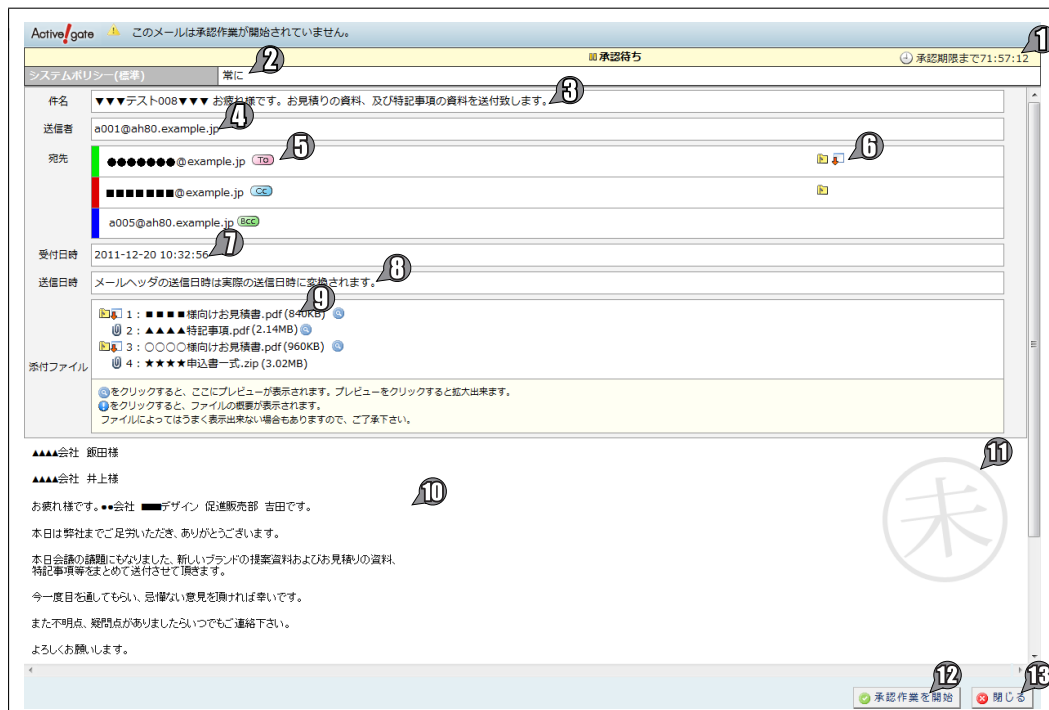 Active!gate このメールは承認作業が開始されていません。
承認待ち 承認期限まで71:57:12 1
システムポリシー(標準) 常に 2
件名 ▼▼▼テスト008▼▼▼ お疲れ様です。お見積りの資料、及び特記事項の資料を送付致します。 3
送信者 a001@ah80.example.jp 4
宛先 ●●●●●●●@example.jp To 5 6
■■■■■■■@example.jp Cc
a005@ah80.example.jp Bcc
受付日時 2011-12-20 10:32:56 7
送信日時 メールヘッダの送信日時は実際の送信日時に変換されます。 8
添付ファイル
1：■■■■様向けお見積書.pdf(840KB) 9
2：▲▲▲▲特記事項.pdf(2.14MB)
3：○○○○様向けお見積書.pdf(960KB)
4：★★★★申込書一式.zip(3.02MB)
をクリックすると、ここにプレビューが表示されます。プレビューをクリックすると拡大出来ます。
をクリックすると、ファイルの概要が表示されます。
ファイルによってはうまく表示出来ない場合もありますので、ご了承下さい。
▲▲▲▲会社 飯田様 11
▲▲▲▲会社 井上様
未
お疲れ様です。●●会社 ■■■デザイン 促進販売部 吉田です。 10
本日は弊社までご足労いただき、ありがとうございます。
本日会議の議題にもなりました、新しいブランドの提案資料およびお見積りの資料、
特記事項等をまとめて送付させて頂きます。
今一度目を通してもらい、忌憚ない意見を頂ければ幸いです。
また不明点、疑問点がありましたらいつでもご連絡下さい。
よろしくお願いします。
承認作業を開始 12 閉じる 13